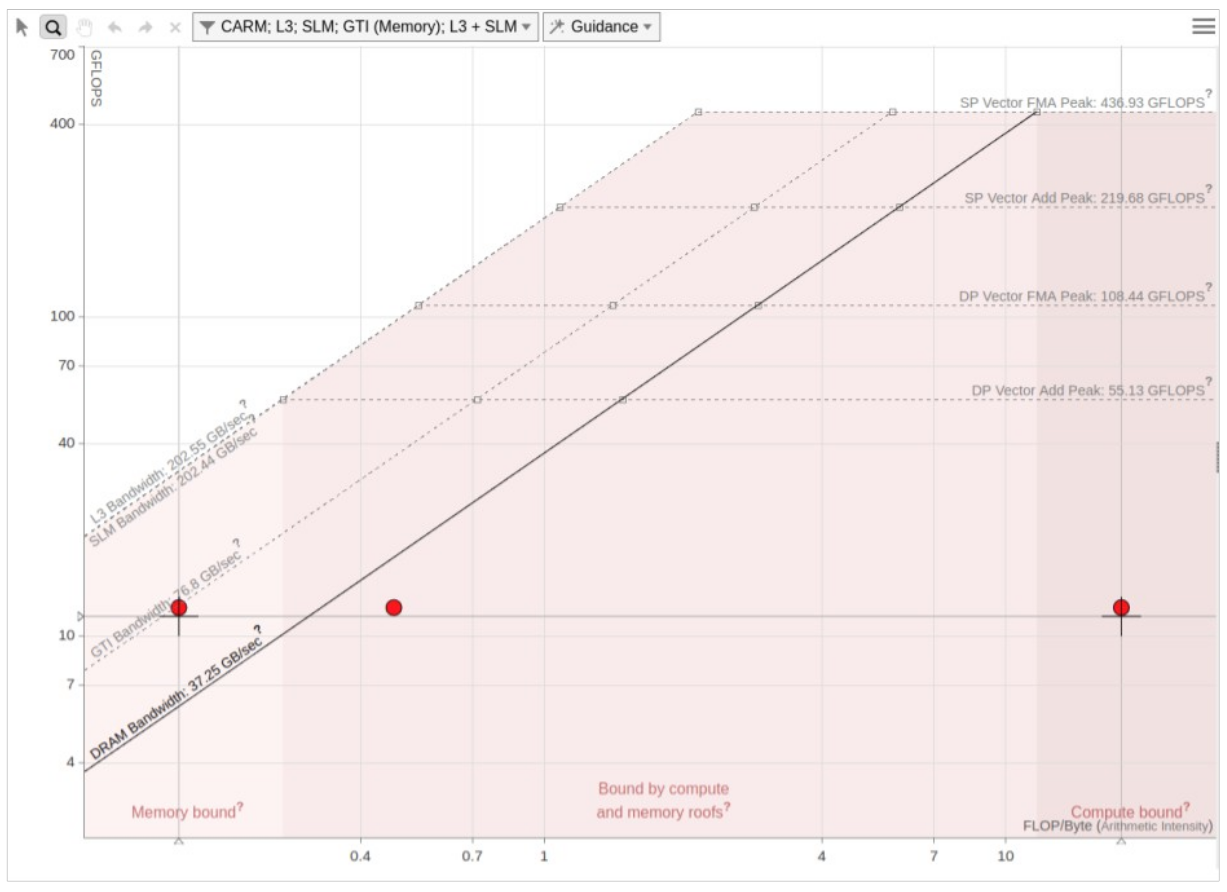 CARM; L3; SLM; GTI (Memory); L3 + SLM
Guidance
700
GFLOPS
SP Vector FMA Peak: 436.93 GFLOPS?
400
SP Vector Add Peak: 219.68 GFLOPS?
DP Vector FMA Peak: 108.44 GFLOPS?
100
70
DP Vector Add Peak: 55.13 GFLOPS?
40
L3 Bandwidth: 202.55 GB/sec?
SLM Bandwidth: 202.44 GB/sec?
GTI Bandwidth: 76.8 GB/sec?
10
DRAM Bandwidth: 37.25 GB/sec?
7
4
Memory bound?
Bound by compute
and memory roofs?
Compute bound?
FLOP/Byte (Arithmetic Intensity)
0.4 0.7 1 4 7 10